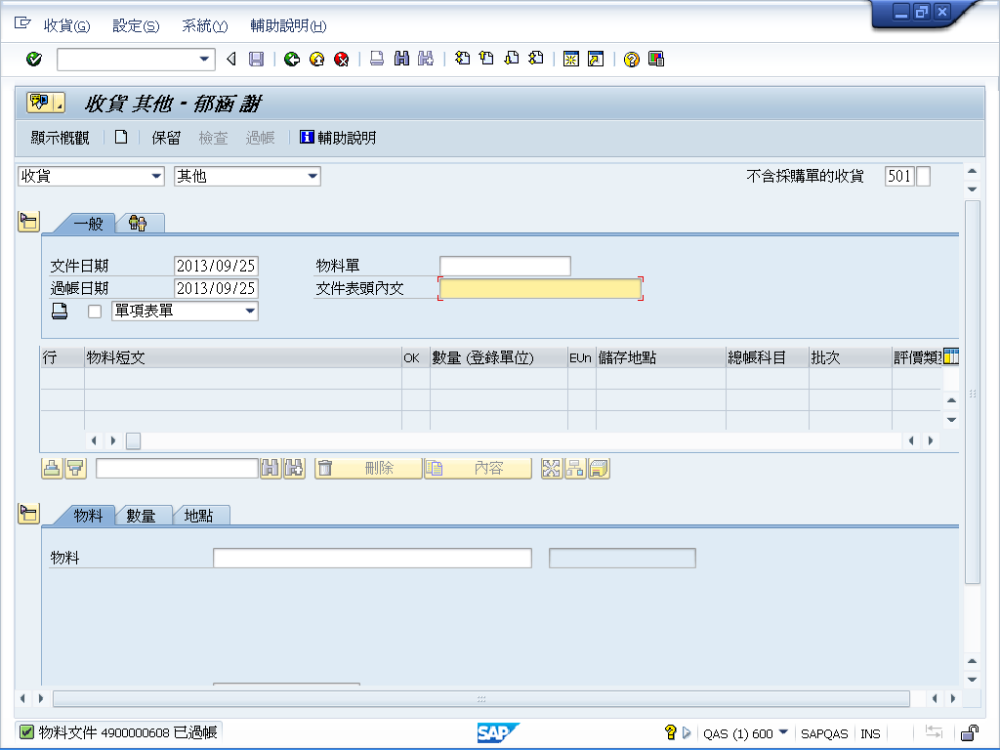 收貨(G) 設定(S) 系統(Y) 輔助說明(H)
收貨 其他 - 郁涵 謝
顯示概觀 保留 檢查 過帳 輔助說明
收貨 其他 不含採購單的收貨 501
一般
文件日期 2013/09/25 物料單
過帳日期 2013/09/25 文件表頭內文
單項表單
行 物料短文 OK 數量 (登錄單位) EUn 儲存地點 總帳科目 批次 評價類
刪除 內容
物料 數量 地點
物料
物料文件 4900000608 已過帳 SAP QAS (1) 600 SAPQAS INS